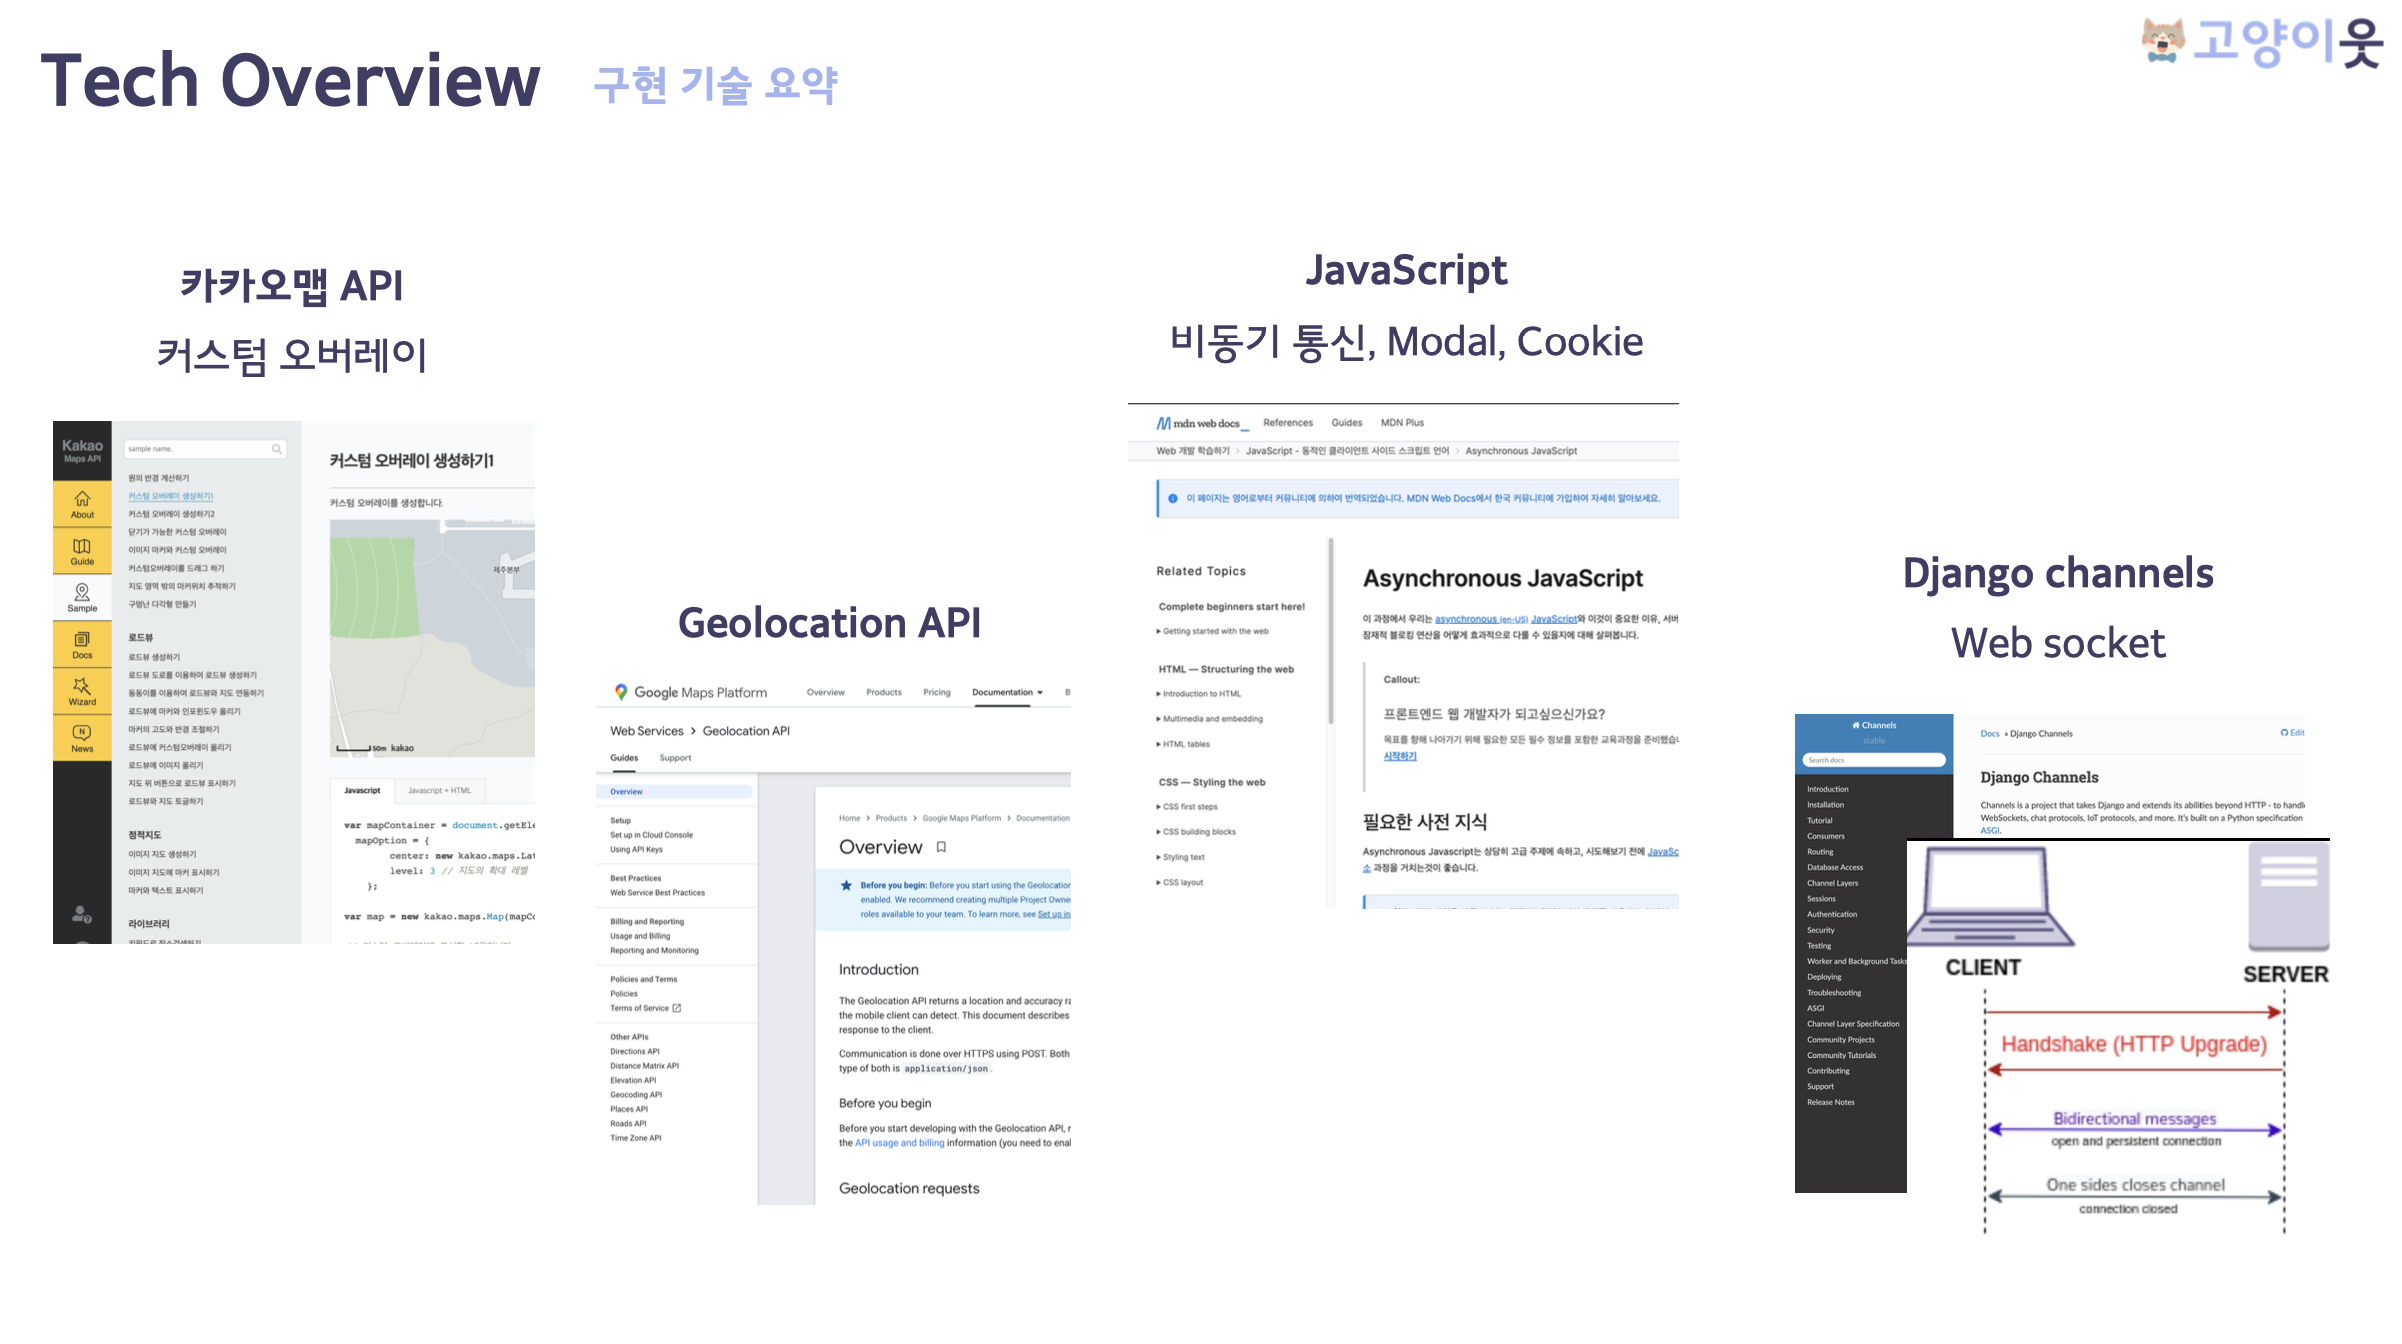 Tech Overview 구현 기술 요약
고양이웃
카카오맵 API
커스텀 오버레이
Kakao
Maps API
About
Guide
Sample
Docs
Wizard
News
sample name..
원의 반경 계산하기
커스텀 오버레이 생성하기1
커스텀 오버레이 생성하기2
닫기가 가능한 커스텀 오버레이
이미지 마커와 커스텀 오버레이
커스텀오버레이를 드래그 하기
지도 영역 밖의 마커위치 추적하기
구멍난 다각형 만들기
로드뷰
로드뷰 생성하기
로드뷰 도로를 이용하여 로드뷰 생성하기
동동이를 이용하여 로드뷰와 지도 연동하기
로드뷰에 마커와 인포윈도우 올리기
마커의 고도와 반경 조절하기
로드뷰에 커스텀오버레이 올리기
로드뷰에 이미지 올리기
지도 위 버튼으로 로드뷰 표시하기
로드뷰와 지도 토글하기
정적지도
이미지 지도 생성하기
이미지 지도에 마커 표시하기
마커와 텍스트 표시하기
라이브러리
키워드로 장소검색하기
커스텀 오버레이 생성하기1
커스텀 오버레이를 생성합니다.
제주본부
50m kakao
Javascript
Javascript + HTML
var mapContainer = document.getEle
mapOption = {
center: new kakao.maps.Lat
level: 3 // 지도의 확대 레벨
};
var map = new kakao.maps.Map(mapCo
Geolocation API
Google Maps Platform
Overview Products Pricing Documentation B
Web Services > Geolocation API
Guides Support
Overview
Setup
Set up in Cloud Console
Using API Keys
Best Practices
Web Service Best Practices
Billing and Reporting
Usage and Billing
Reporting and Monitoring
Policies and Terms
Policies
Terms of Service
Other APIs
Directions API
Distance Matrix API
Elevation API
Geocoding API
Places API
Roads API
Time Zone API
Home > Products > Google Maps Platform > Documentation
Overview
Before you begin: Before you start using the Geolocation
enabled. We recommend creating multiple Project Owne
roles available to your team. To learn more, see Set up in
Introduction
The Geolocation API returns a location and accuracy ra
the mobile client can detect. This document describes
response to the client.
Communication is done over HTTPS using POST. Both
type of both is application/json.
Before you begin
Before you start developing with the Geolocation API, r
the API usage and billing information (you need to enal
Geolocation requests
JavaScript
비동기 통신, Modal, Cookie
mdn web docs_
References Guides MDN Plus
Web 개발 학습하기 > JavaScript - 동적인 클라이언트 사이드 스크립트 언어 > Asynchronous JavaScript
이 페이지는 영어로부터 커뮤니티에 의하여 번역되었습니다. MDN Web Docs에서 한국 커뮤니티에 가입하여 자세히 알아보세요.
Related Topics
Complete beginners start here!
▸ Getting started with the web
HTML — Structuring the web
▸ Introduction to HTML
▸ Multimedia and embedding
▸ HTML tables
CSS — Styling the web
▸ CSS first steps
▸ CSS building blocks
▸ Styling text
▸ CSS layout
Asynchronous JavaScript
이 과정에서 우리는 asynchronous (en-US) JavaScript와 이것이 중요한 이유, 서버
잠재적 블로킹 연산을 어떻게 효과적으로 다룰 수 있을지에 대해 살펴봅니다.
Callout:
프론트엔드 웹 개발자가 되고싶으신가요?
목표를 향해 나아가기 위해 필요한 모든 필수 정보를 포함한 교육과정을 준비했습니
시작하기
필요한 사전 지식
Asynchronous Javascript는 상당히 고급 주제에 속하고, 시도해보기 전에 JavaSc
소 과정을 거치는것이 좋습니다.
Django channels
Web socket
Channels
stable
Search docs
Introduction
Installation
Tutorial
Consumers
Routing
Database Access
Channel Layers
Sessions
Authentication
Security
Testing
Worker and Background Tasks
Deploying
Troubleshooting
ASGI
Channel Layer Specification
Community Projects
Community Tutorials
Contributing
Support
Release Notes
Docs » Django Channels
Edit
Django Channels
Channels is a project that takes Django and extends its abilities beyond HTTP - to handle
WebSockets, chat protocols, IoT protocols, and more. It's built on a Python specification
ASGI.
CLIENT
SERVER
Handshake (HTTP Upgrade)
Bidirectional messages
open and persistent connection
One sides closes channel
connection closed